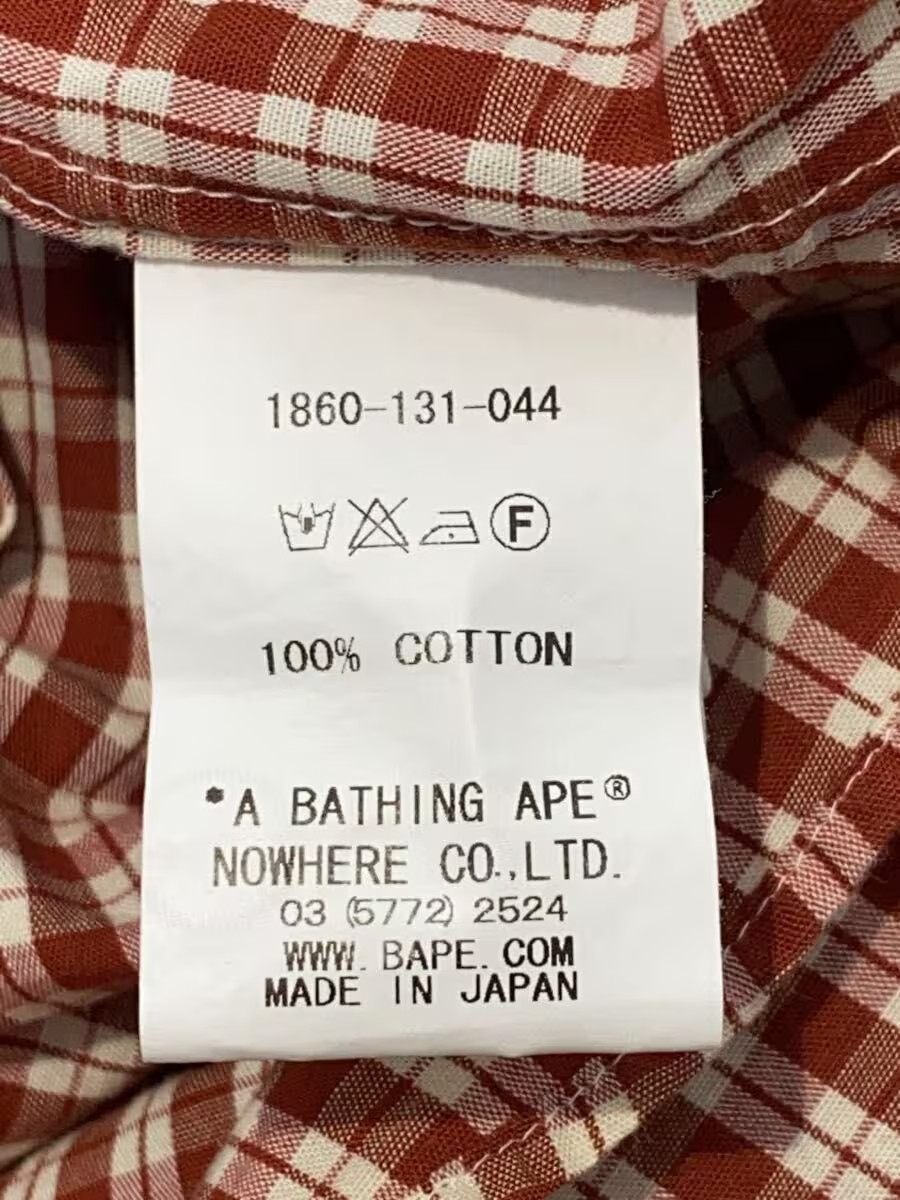 1860-131-044
F
100% COTTON
*A BATHING APE®
NOWHERE CO.,LTD.
03 (5772) 2524
WWW. BAPE. COM
MADE IN JAPAN